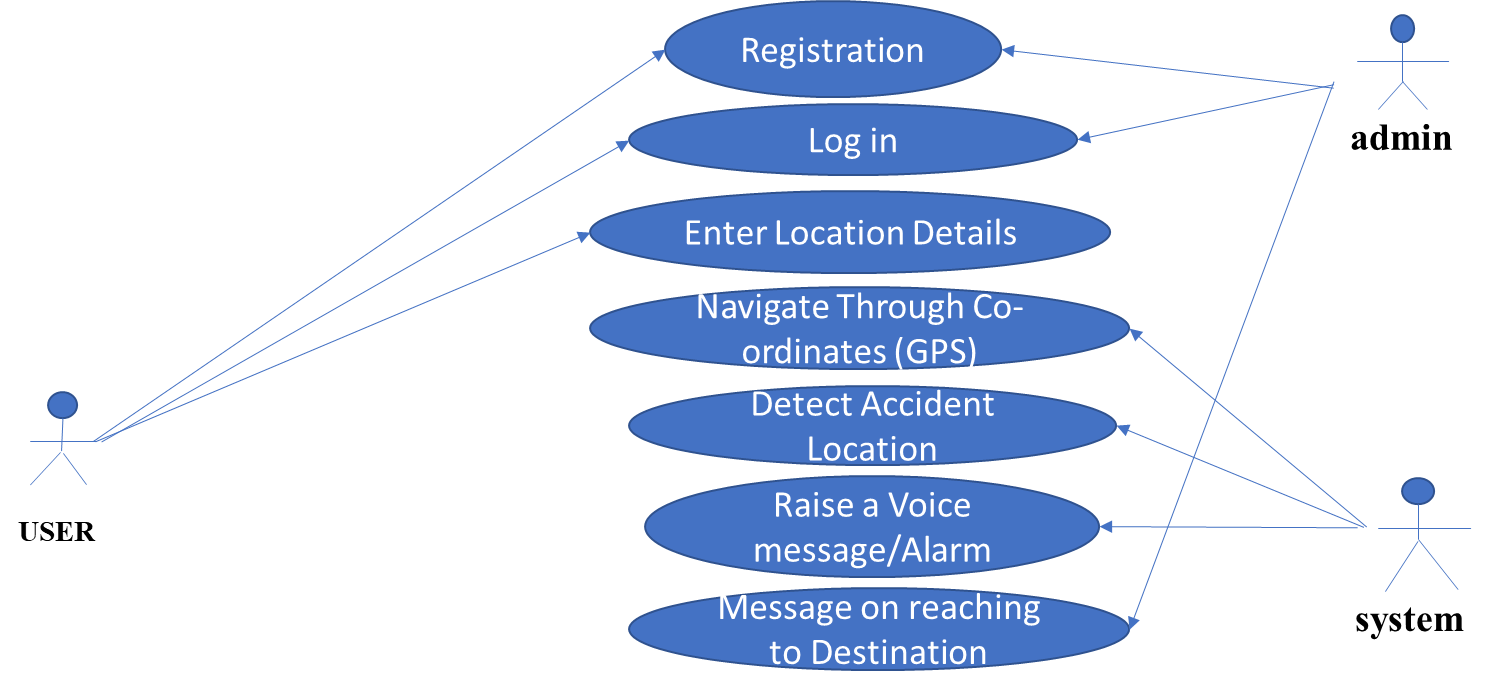 Registration
admin
Log in
Enter Location Details
Navigate Through Co-
ordinates (GPS)
Detect Accident
Location
USER
Raise a Voice
message/Alarm
Message on reaching
to Destination
system